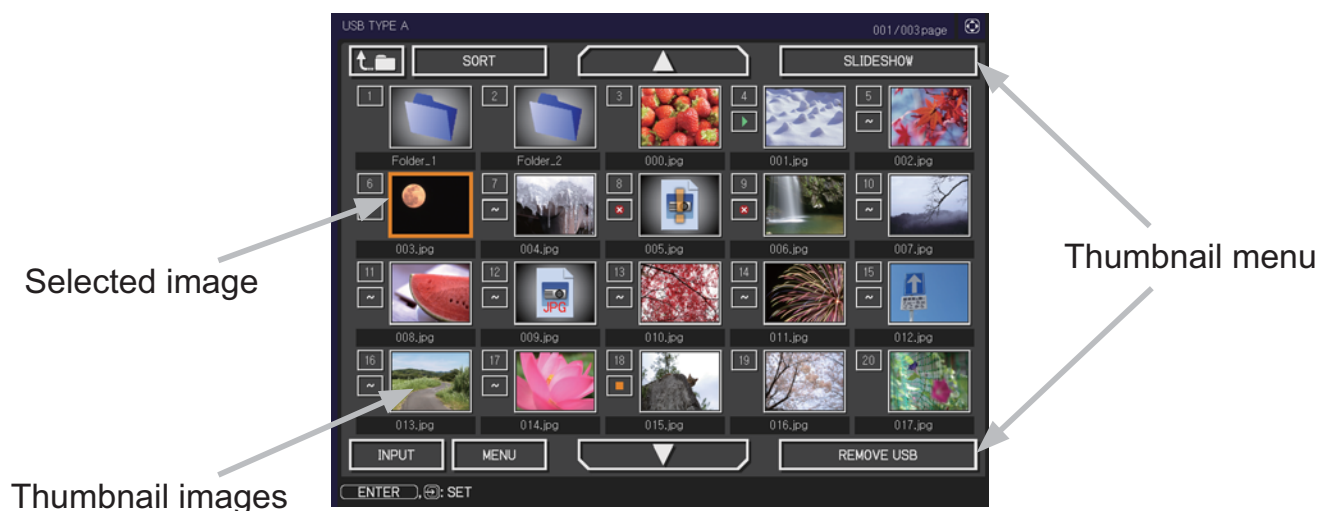 USB TYPE A
001/003page
SORT
SLIDESHOW
1
2
3
4
5
~
Folder_1
Folder_2
000.jpg
001.jpg
002.jpg
6
7
8
9
10
~
~
003.jpg
004.jpg
005.jpg
006.jpg
007.jpg
Selected image
Thumbnail menu
11
12
13
14
15
~
~
~
~
~
JPG
008.jpg
009.jpg
010.jpg
011.jpg
012.jpg
16
17
18
19
20
~
~
013.jpg
014.jpg
015.jpg
016.jpg
017.jpg
INPUT
MENU
REMOVE USB
Thumbnail images
ENTER , : SET